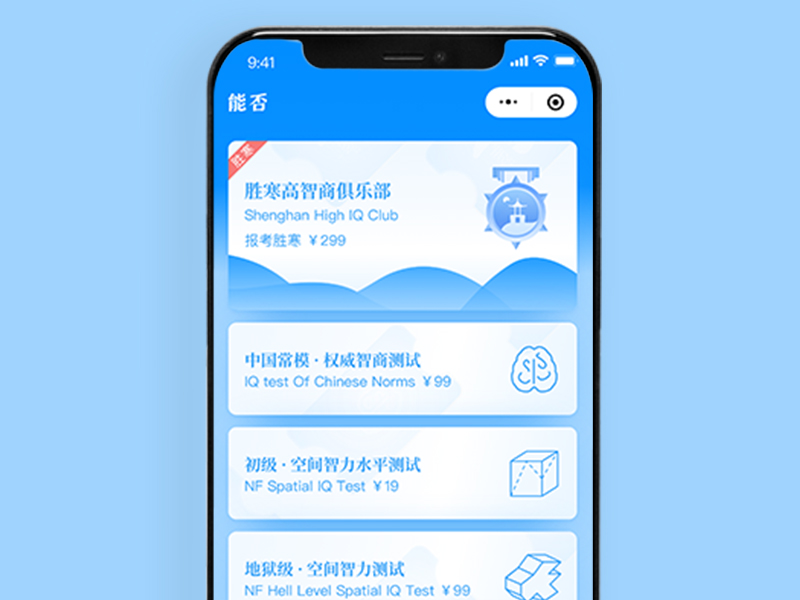 9:41
能否
胜寒
胜寒高智商俱乐部
Shenghan High IQ Club
报考胜寒 ¥299
中国常模·权威智商测试
IQ test Of Chinese Norms ¥99
初级·空间智力水平测试
NF Spatial IQ Test ¥19
地狱级·空间智力测试
NF Hell Level Spatial IQ Test ¥99